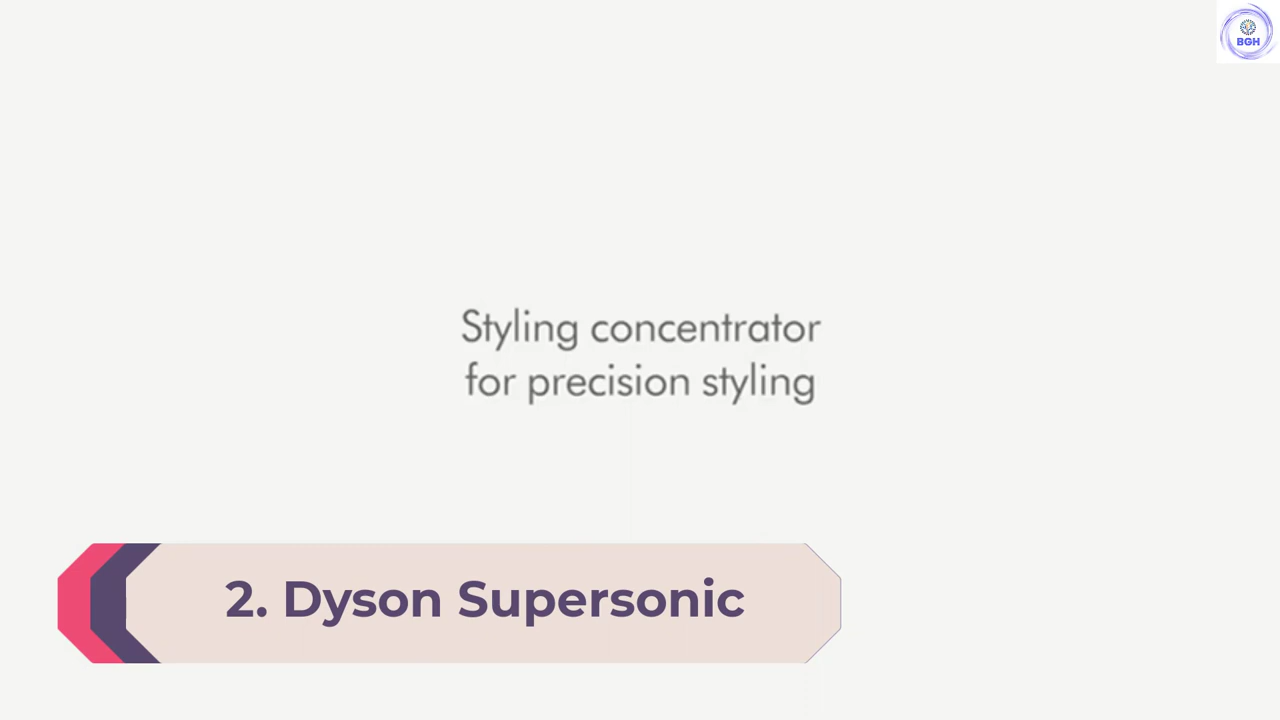 BGH
Styling concentrator
for precision styling
2. Dyson Supersonic